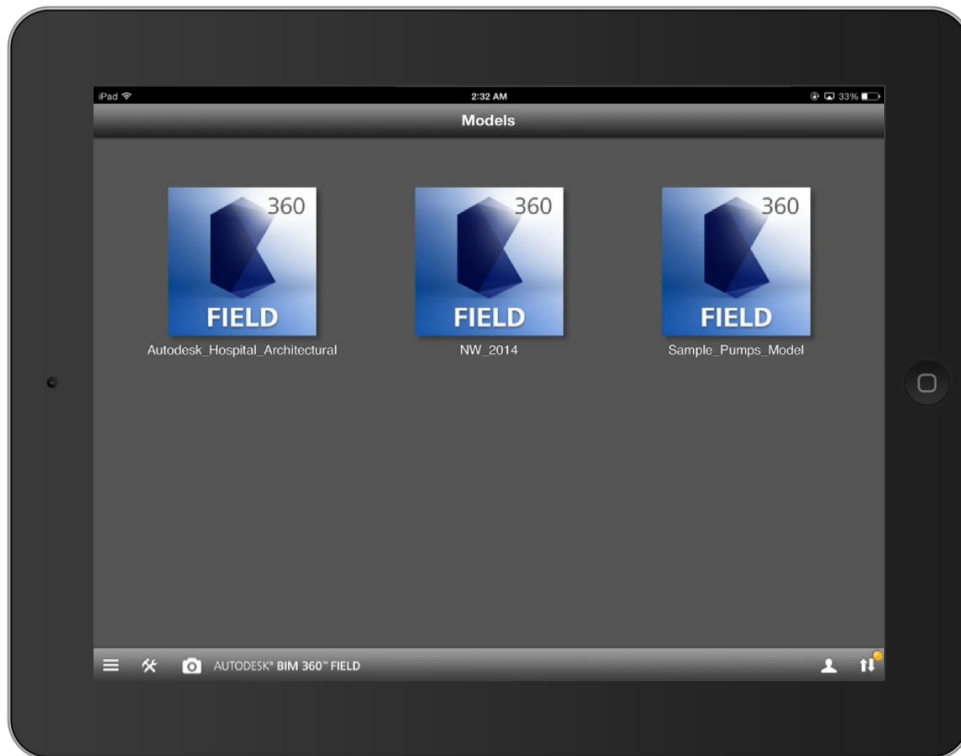 iPad
2:32 AM
33%
Models
360
FIELD
360
FIELD
360
FIELD
Autodesk_Hospital_Architectural
NW_2014
Sample_Pumps_Model
AUTODESK® BIM 360™ FIELD